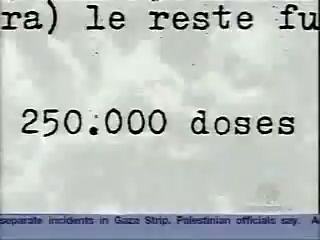 ra) le reste fu
250.000 doses
separate incidents in Gaza Strip, Palestinian officials say. A